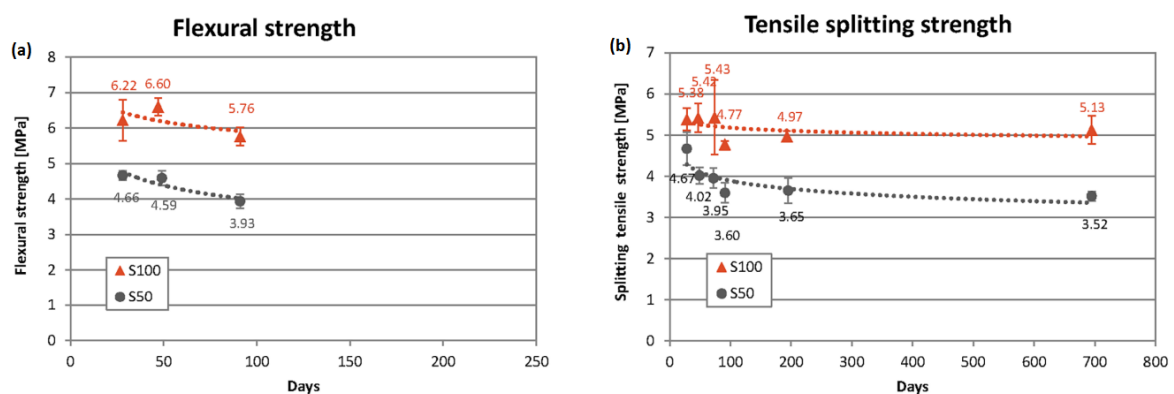 (a)
Flexural strength
Flexural strength [MPa]
8
7
6
5
4
3
2
1
0
6.22
6.60
5.76
4.66
4.59
3.93
S100
S50
0 50 100 150 200 250
Days
(b)
Tensile splitting strength
Splitting tensile strength [MPa]
7
6
5
4
3
2
1
0
5.38
5.42
5.43
4.77
4.97
5.13
4.67
4.02
3.95
3.60
3.65
3.52
S100
S50
0 100 200 300 400 500 600 700 800
Days